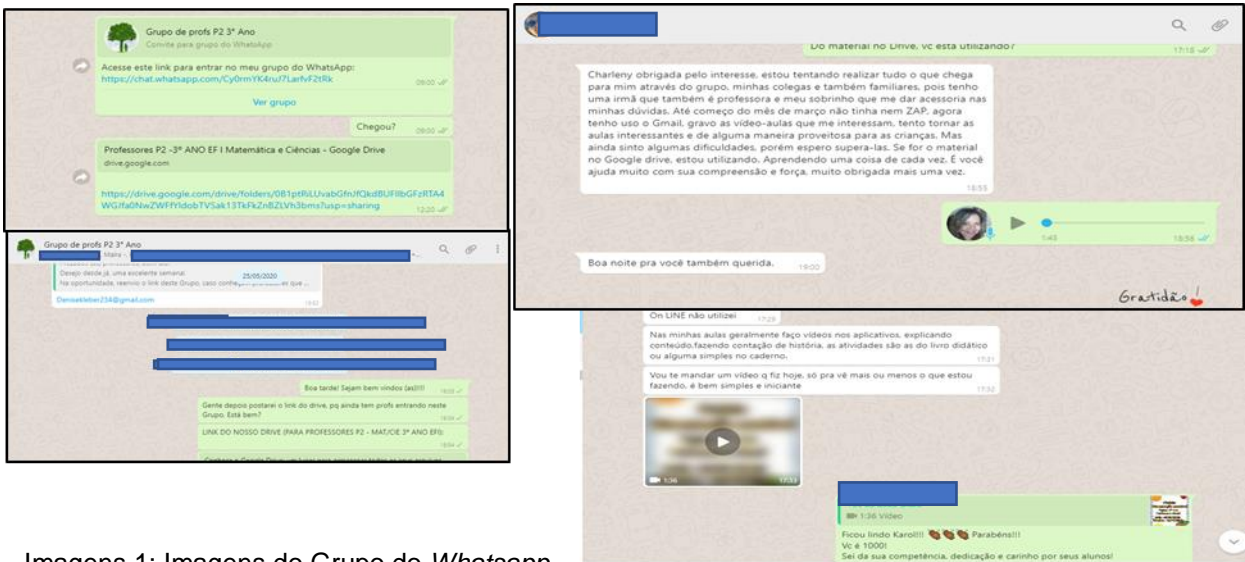 Grupo de profs P2 3° Ano
Convite para grupo do WhatsApp
Acesse este link para entrar no meu grupo do WhatsApp:
09:00
Ver grupo
Chegou?
09:00
Professores P2 -3° ANO EF I Matemática e Ciências - Google Drive
drive.google.com
12:20
Grupo de profs P2 3° Ano
Desejo desde já, uma excelente semana!
25/05/2020
Na oportunidade, reenvio o link deste Grupo, caso
Denisekleber234@gmail.com
Boa tarde! Sejam bem vindos (as)!!!!
Gente depois postarei o link do drive, pq ainda tem profs entrando neste
Grupo. Está bem?
LINK DO NOSSO DRIVE (PARA PROFESSORES P2 - MAT/CIE 3° ANO EFI):
Do material no Drive, vc está utilizando?
17:18
Charleny obrigada pelo interesse, estou tentando realizar tudo o que chega
para mim através do grupo, minhas colegas e também familiares, pois tenho
uma irmã que também é professora e meu sobrinho que me dar acessoria nas
minhas dúvidas. Até começo do mês de março não tinha nem ZAP, agora
tenho uso o Gmail, gravo as vídeo-aulas que me interessam, tento tornar as
aulas interessantes e de alguma maneira proveitosa para as crianças. Mas
ainda sinto algumas dificuldades, porém espero supera-las. Se for o material
no Google drive, estou utilizando. Aprendendo uma coisa de cada vez. É você
ajuda muito com sua compreensão e força, muito obrigada mais uma vez.
18:55
1:45
18:56
Boa noite pra você também querida.
19:00
Gratidão
On LINE não utilizei
17:29
Nas minhas aulas geralmente faço vídeos nos aplicativos, explicando
conteúdo,fazendo contação de história, as atividades são as do livro didático
ou alguma simples no caderno.
17:31
Vou te mandar um vídeo q fiz hoje, só pra vê mais ou menos o que estou
fazendo, é bem simples e iniciante
17:32
1:36
17:33
1:36 Vídeo
Ficou lindo Karol!!! Parabéns!!!
Vc é 1000!
Sei da sua competência, dedicação e carinho por seus alunos!
Imagens 1: Imagens do Grupo do Whatsapp